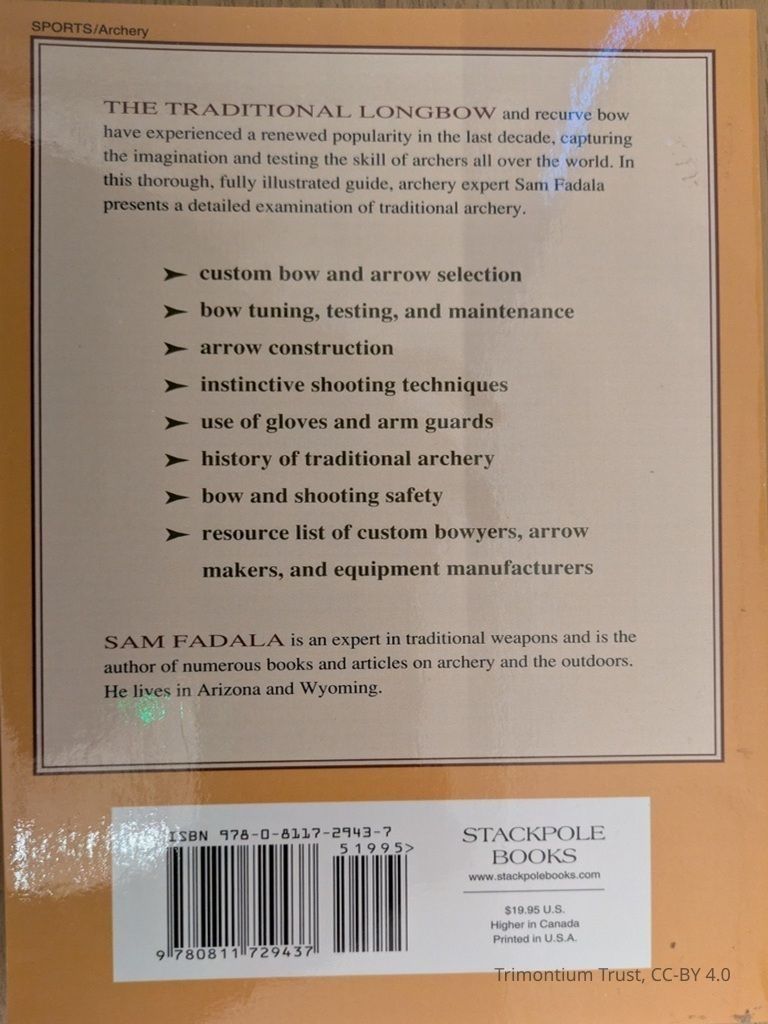 SPORTS/Archery
THE TRADITIONAL LONGBOW and recurve bow
have experienced a renewed popularity in the last decade, capturing
the imagination and testing the skill of archers all over the world. In
this thorough, fully illustrated guide, archery expert Sam Fadala
presents a detailed examination of traditional archery.
➤ custom bow and arrow selection
➤ bow tuning, testing, and maintenance
➤ arrow construction
➤ instinctive shooting techniques
➤ use of gloves and arm guards
➤ history of traditional archery
➤ bow and shooting safety
➤ resource list of custom bowyers, arrow
makers, and equipment manufacturers
SAM FADALA is an expert in traditional weapons and is the
author of numerous books and articles on archery and the outdoors.
He lives in Arizona and Wyoming.
ISBN 978-0-8117-2943-7
51995>
9 780811 729437
STACKPOLE
BOOKS
www.stackpolebooks.com
$19.95 U.S.
Higher in Canada
Printed in U.S.A.
Trimontium Trust, CC-BY 4.0